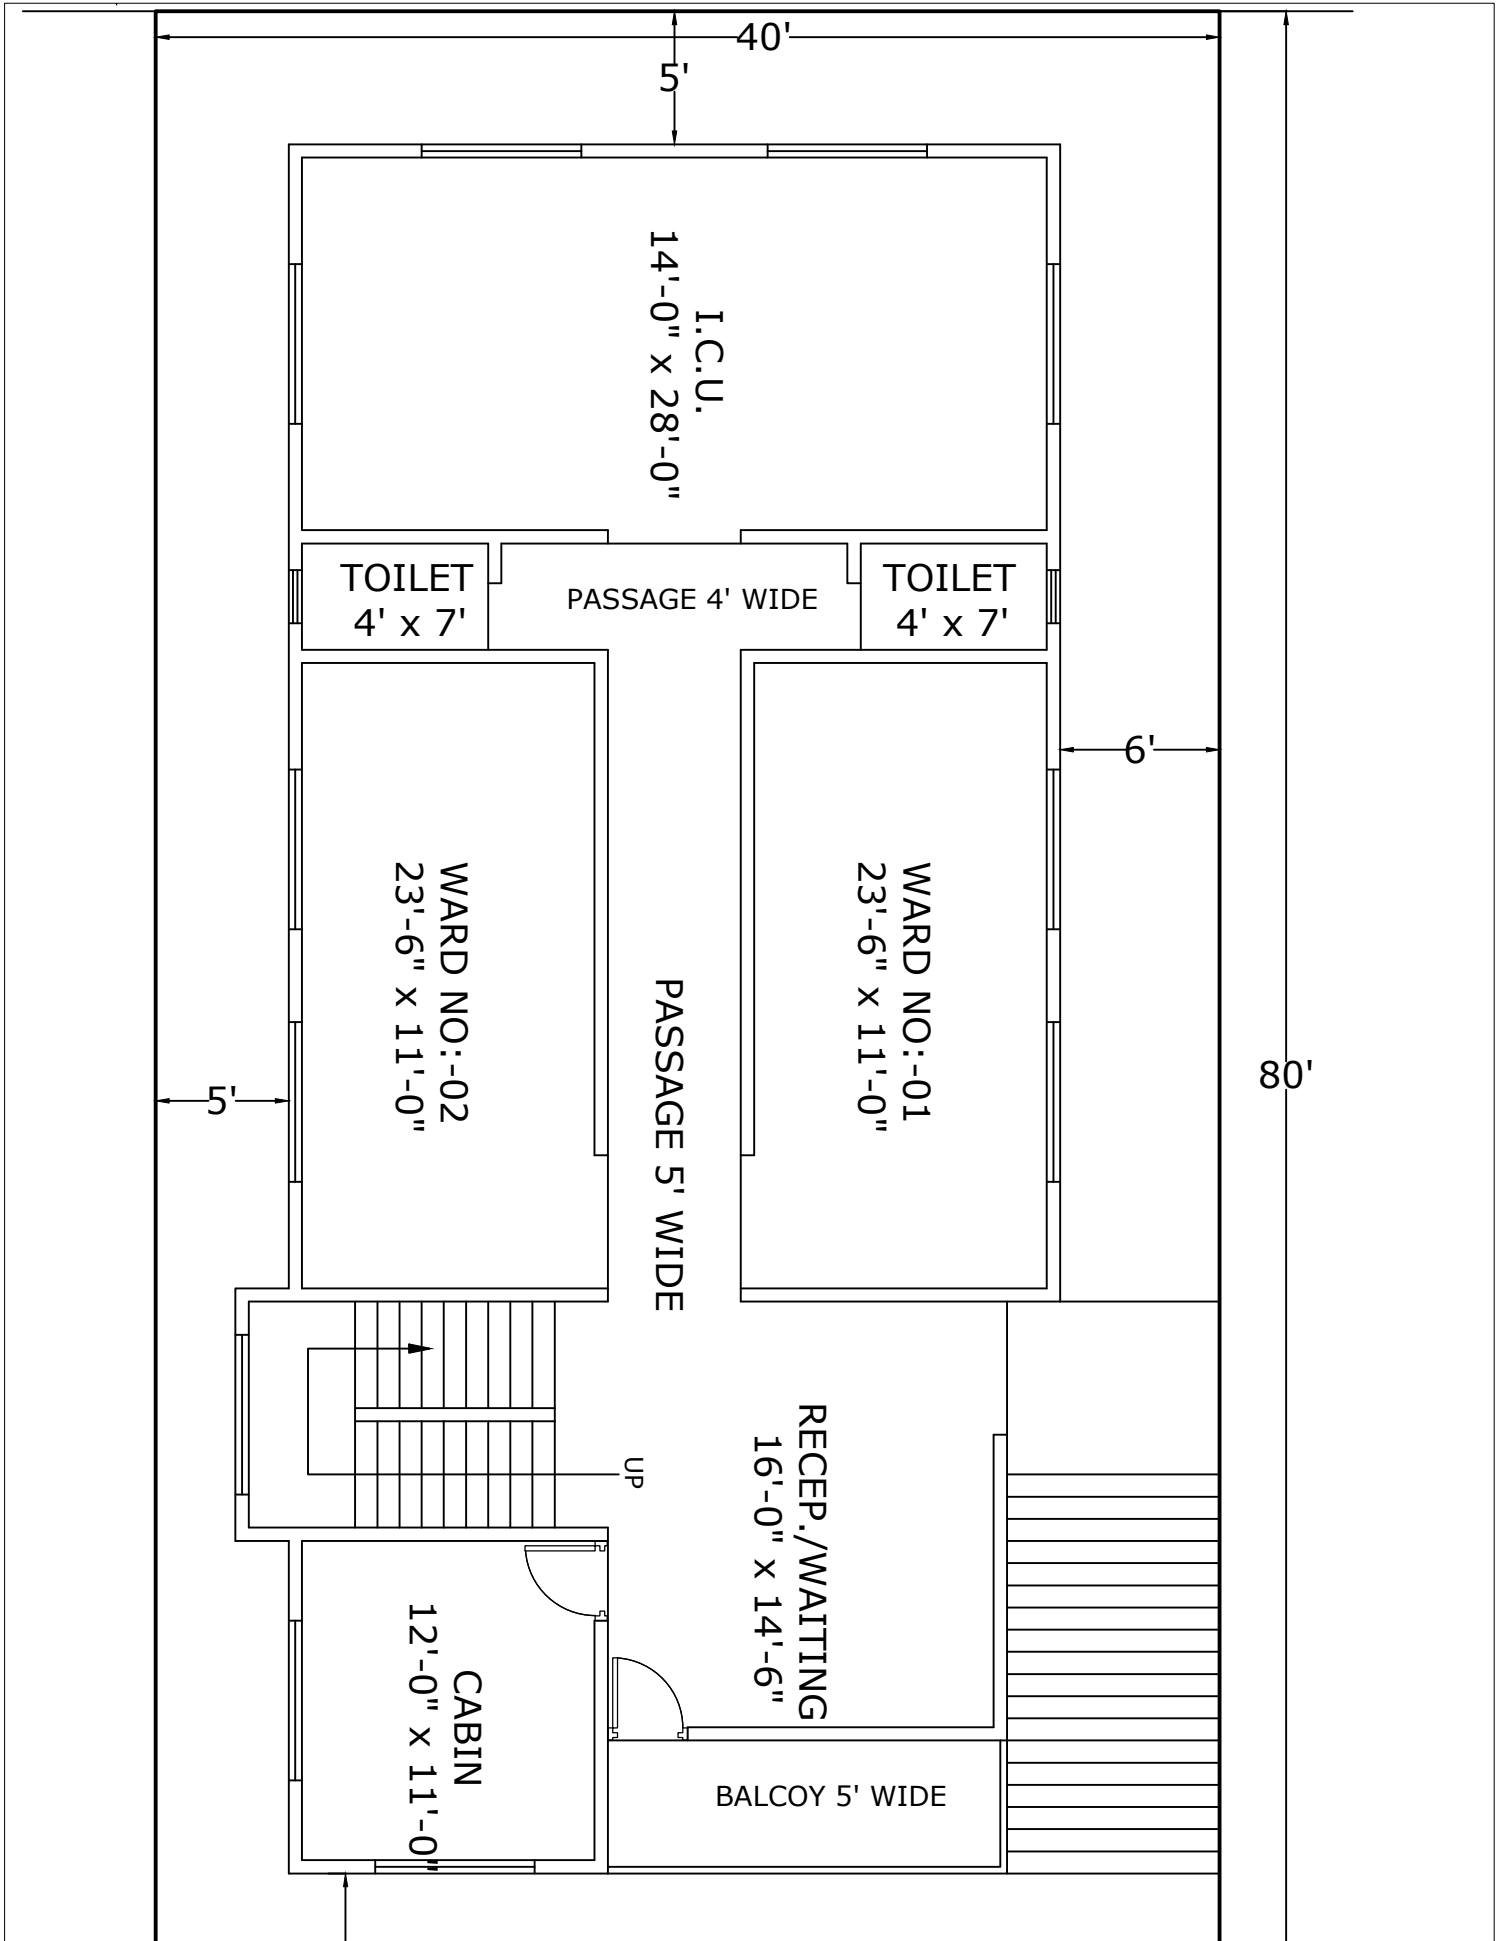 40'
5'
I.C.U.
14'-0" x 28'-0"
TOILET
4' x 7'
PASSAGE 4' WIDE
TOILET
4' x 7'
6'
WARD NO:-02
23'-6" x 11'-0"
WARD NO:-01
23'-6" x 11'-0"
PASSAGE 5' WIDE
5'
80'
UP
RECEP./WAITING
16'-0" x 14'-6"
CABIN
12'-0" x 11'-0"
BALCOY 5' WIDE